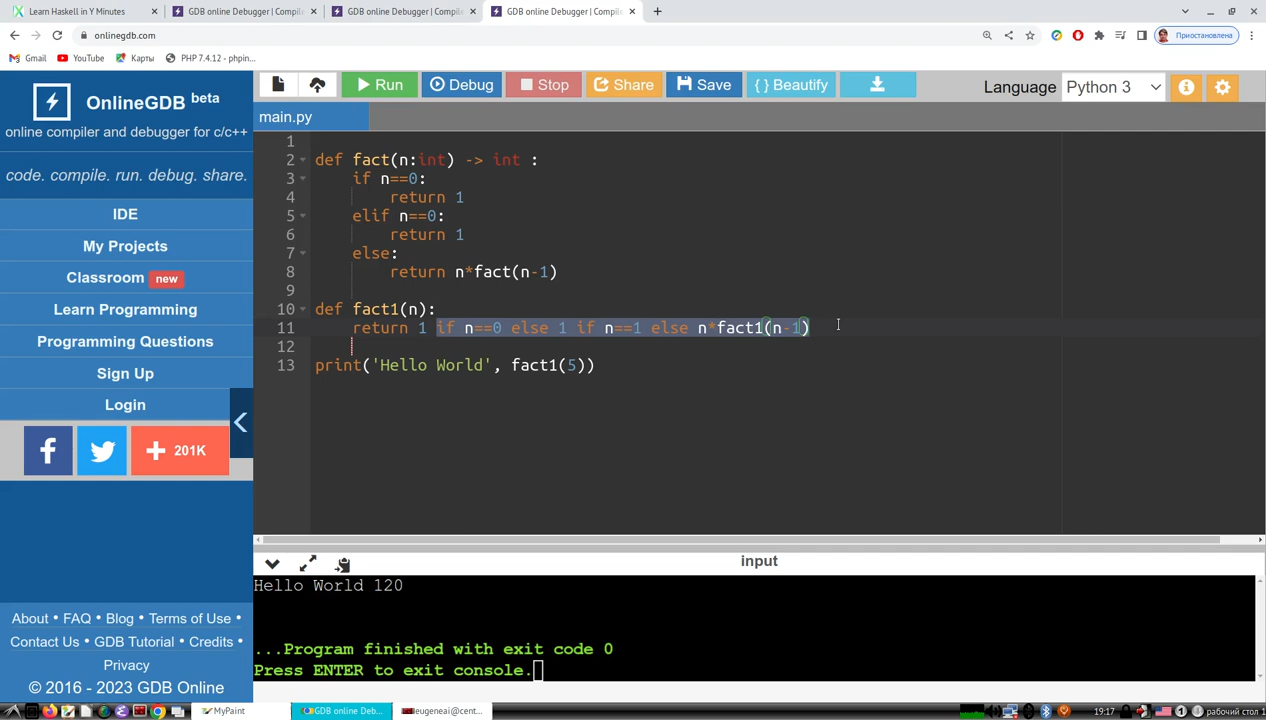 Learn Haskell in Y Minutes
GDB online Debugger | Compile
GDB online Debugger | Compile
GDB online Debugger | Compile
onlinegdb.com
Приостановлена
Gmail
YouTube
Карты
PHP 7.4.12 - phpin...
OnlineGDB beta
online compiler and debugger for c/c++
code. compile. run. debug. share.
IDE
My Projects
Classroom new
Learn Programming
Programming Questions
Sign Up
Login
201K
About • FAQ • Blog • Terms of Use •
Contact Us • GDB Tutorial • Credits •
Privacy
© 2016 - 2023 GDB Online
Run
Debug
Stop
Share
Save
{ } Beautify
Language
Python 3
main.py
1
2 def fact(n:int) -> int :
3 if n==0:
4 return 1
5 elif n==0:
6 return 1
7 else:
8 return n*fact(n-1)
9
10 def fact1(n):
11 return 1 if n==0 else 1 if n==1 else n*fact1(n-1)
12
13 print('Hello World', fact1(5))
input
Hello World 120
...Program finished with exit code 0
Press ENTER to exit console.
MyPaint
GDB online Deb...
eugeneai@cent...
19:17
рабочий стол 1